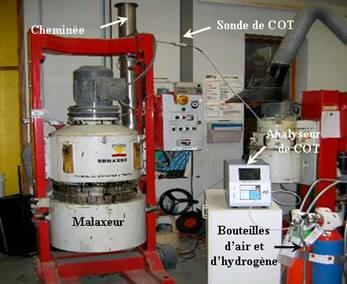 Cheminée
Sonde de COT
Analyseur
de COT
Malaxeur
Bouteilles
d'air et
d'hydrogène